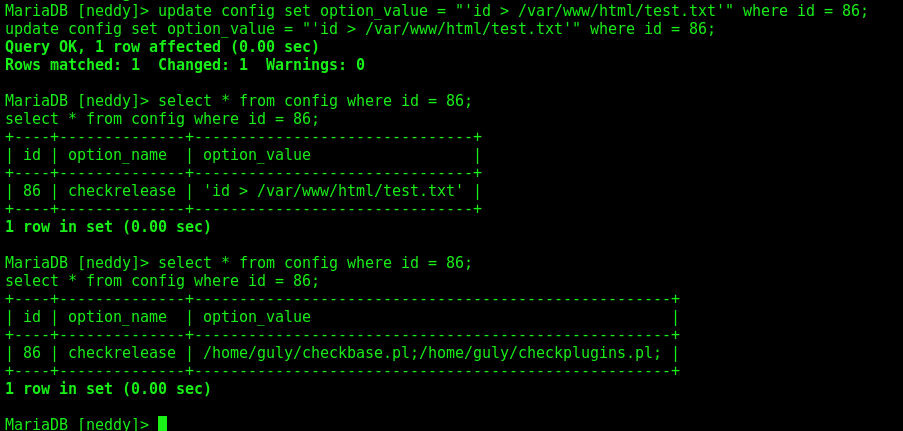 MariaDB [neddy]> update config set option_value = "'id > /var/www/html/test.txt'" where id = 86;
update config set option_value = "'id > /var/www/html/test.txt'" where id = 86;
Query OK, 1 row affected (0.00 sec)
Rows matched: 1  Changed: 1  Warnings: 0

MariaDB [neddy]> select * from config where id = 86;
select * from config where id = 86;
+----+--------------+-------------------------------+
| id | option_name  | option_value                  |
+----+--------------+-------------------------------+
| 86 | checkrelease | 'id > /var/www/html/test.txt' |
+----+--------------+-------------------------------+
1 row in set (0.00 sec)

MariaDB [neddy]> select * from config where id = 86;
select * from config where id = 86;
+----+--------------+-----------------------------------------------------+
| id | option_name  | option_value                                        |
+----+--------------+-----------------------------------------------------+
| 86 | checkrelease | /home/guly/checkbase.pl;/home/guly/checkplugins.pl; |
+----+--------------+-----------------------------------------------------+
1 row in set (0.00 sec)

MariaDB [neddy]>